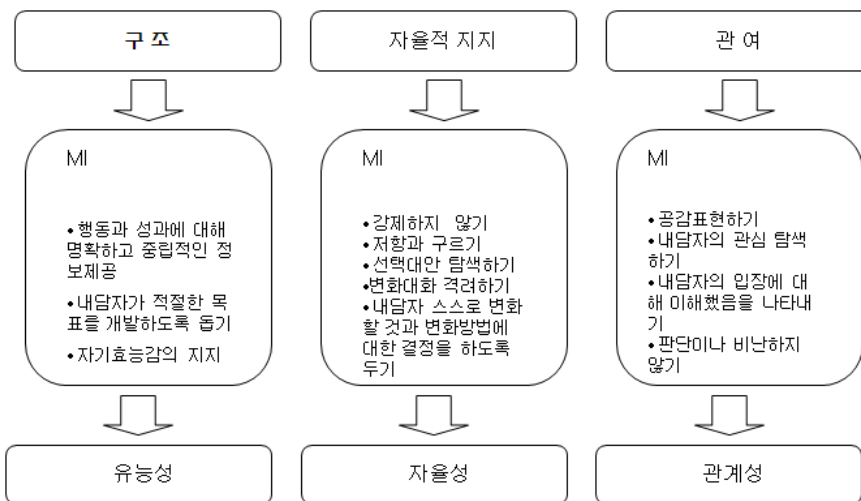 구 조
자율적 지지
관 여
MI
• 행동과 성과에 대해
명확하고 중립적인 정
보제공
• 내담자가 적절한 목
표를 개발하도록 돕기
• 자기효능감의 지지
MI
• 강제하지 않기
• 저항과 구르기
• 선택대안 탐색하기
• 변화대화 격려하기
• 내담자 스스로 변화
할 것과 변화방법에
대한 결정을 하도록
두기
MI
• 공감표현하기
• 내담자의 관심 탐색
하기
• 내담자의 입장에 대
해 이해했음을 나타내
기
• 판단이나 비난하지
않기
유능성
자율성
관계성